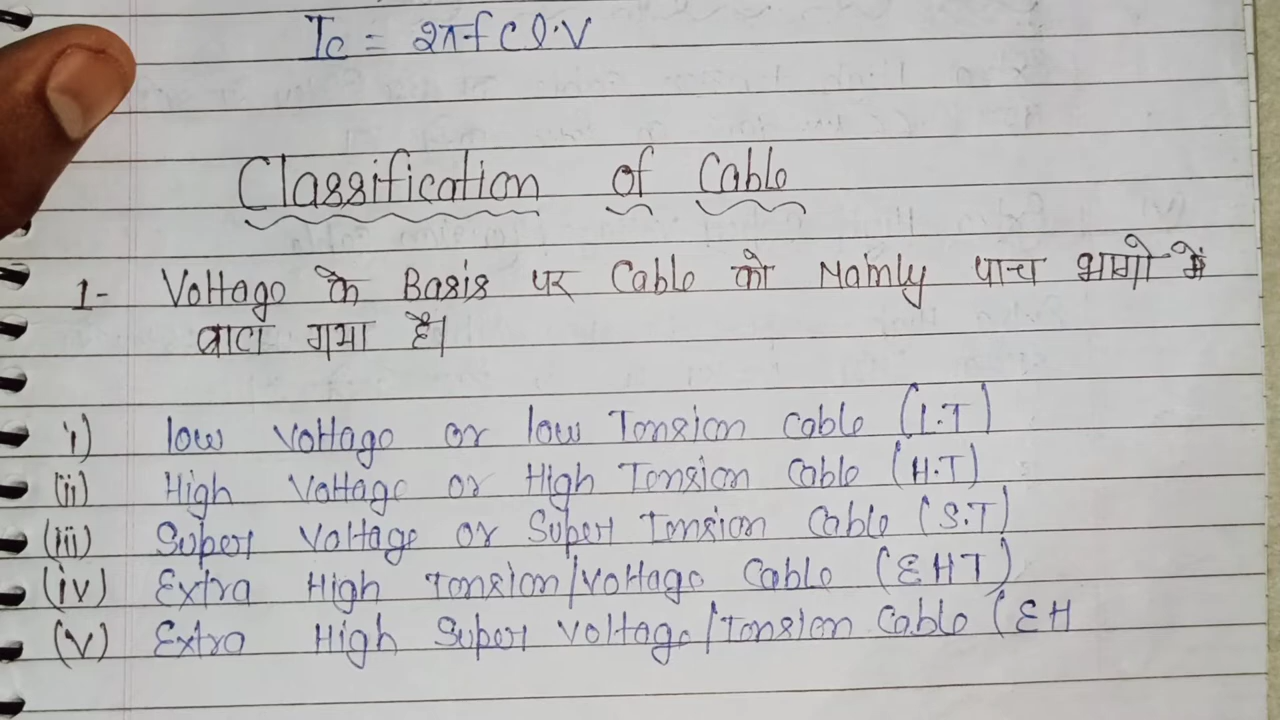 Ic = 2πfCl.V
Classification of Cable
1- Voltage के Basis पर Cable को Mainly पाच भागो में
बाटा गया है।
i) low voltage or low Tension cable (L.T)
(ii) High Voltage or High Tension Cable (H.T)
(iii) Super Voltage or Super Tension Cable (S.T)
(iv) Extra High Tension/Voltage Cable (EHT)
(v) Extra High Super Voltage/Tension Cable (EH